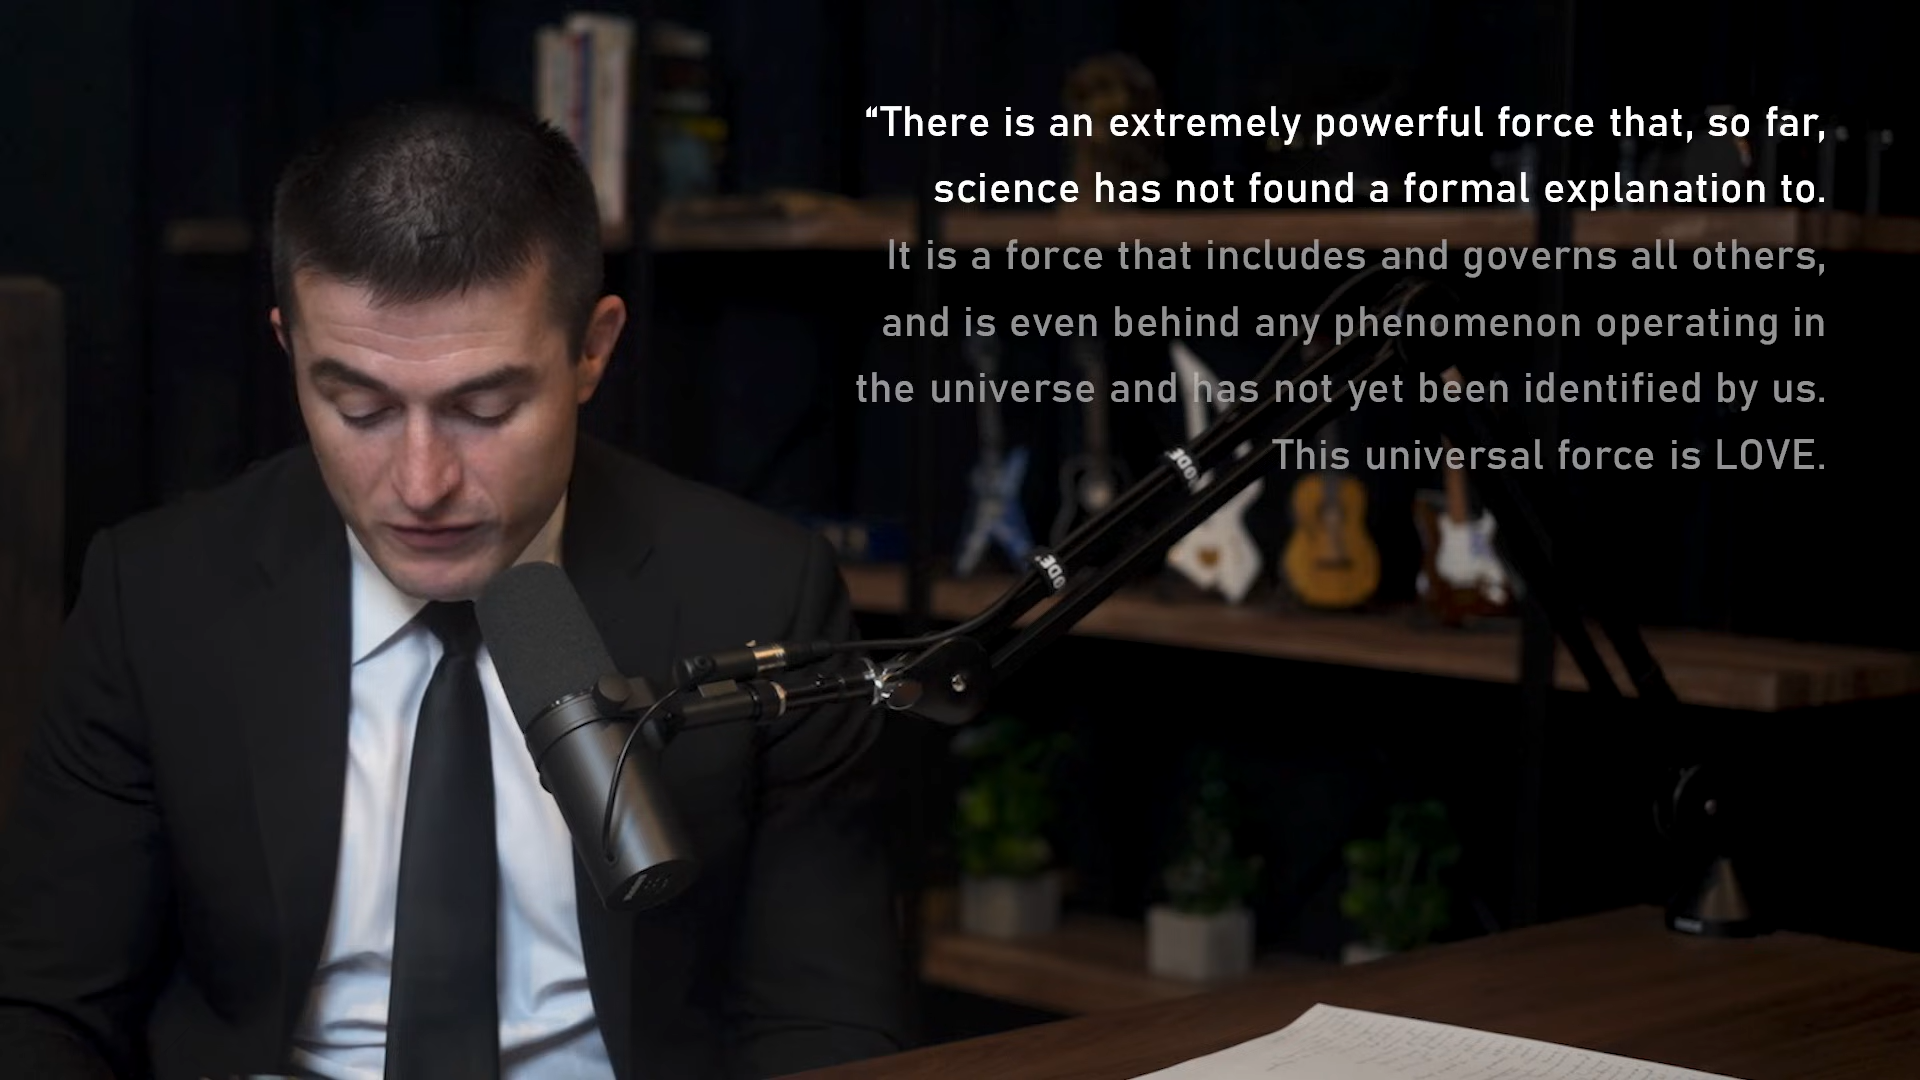 “There is an extremely powerful force that, so far,
science has not found a formal explanation to.
It is a force that includes and governs all others,
and is even behind any phenomenon operating in
the universe and has not yet been identified by us.
This universal force is LOVE.
RODE
RODE